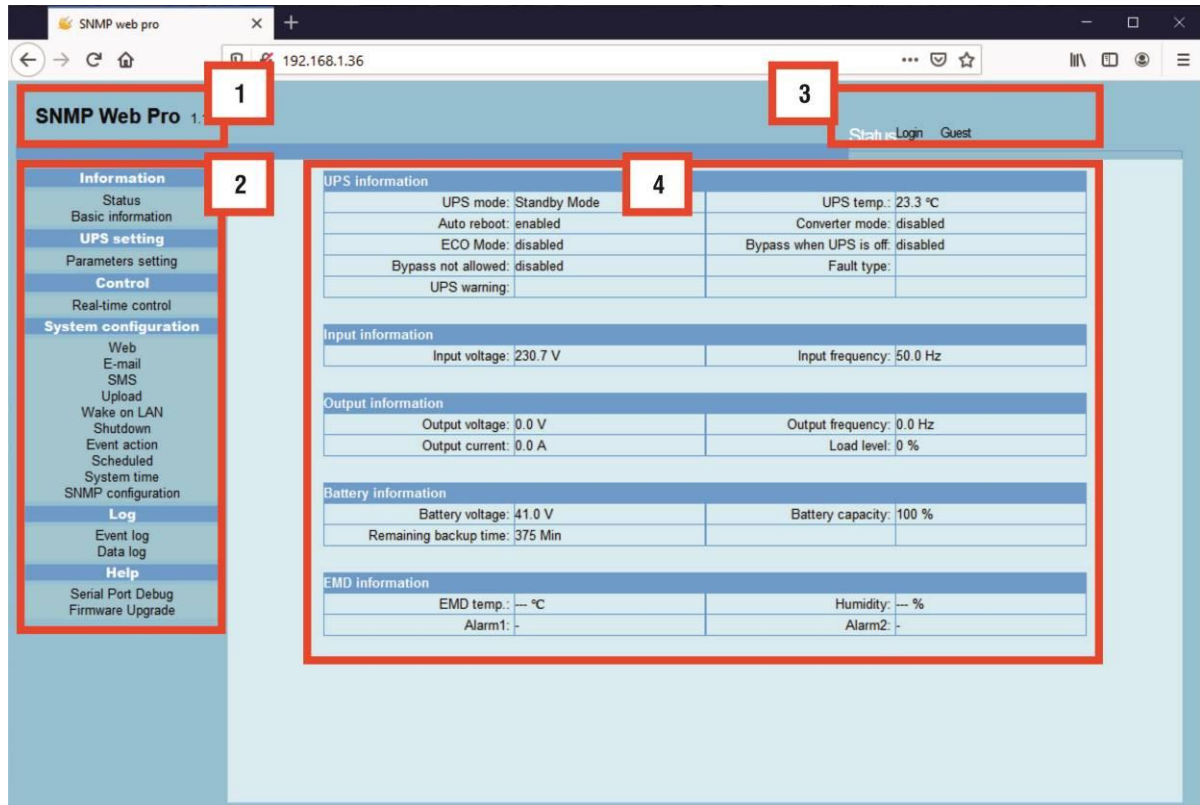 SNMP web pro
192.168.1.36
1
3
SNMP Web Pro 1.1
Status Login Guest
2
4
Information
Status
Basic information
UPS setting
Parameters setting
Control
Real-time control
System configuration
Web
E-mail
SMS
Upload
Wake on LAN
Shutdown
Event action
Scheduled
System time
SNMP configuration
Log
Event log
Data log
Help
Serial Port Debug
Firmware Upgrade
UPS information
UPS mode: Standby Mode UPS temp.: 23.3 °C
Auto reboot: enabled Converter mode: disabled
ECO Mode: disabled Bypass when UPS is off: disabled
Bypass not allowed: disabled Fault type:
UPS warning:
Input information
Input voltage: 230.7 V Input frequency: 50.0 Hz
Output information
Output voltage: 0.0 V Output frequency: 0.0 Hz
Output current: 0.0 A Load level: 0 %
Battery information
Battery voltage: 41.0 V Battery capacity: 100 %
Remaining backup time: 375 Min
EMD information
EMD temp.: --- °C Humidity: --- %
Alarm1: - Alarm2: -